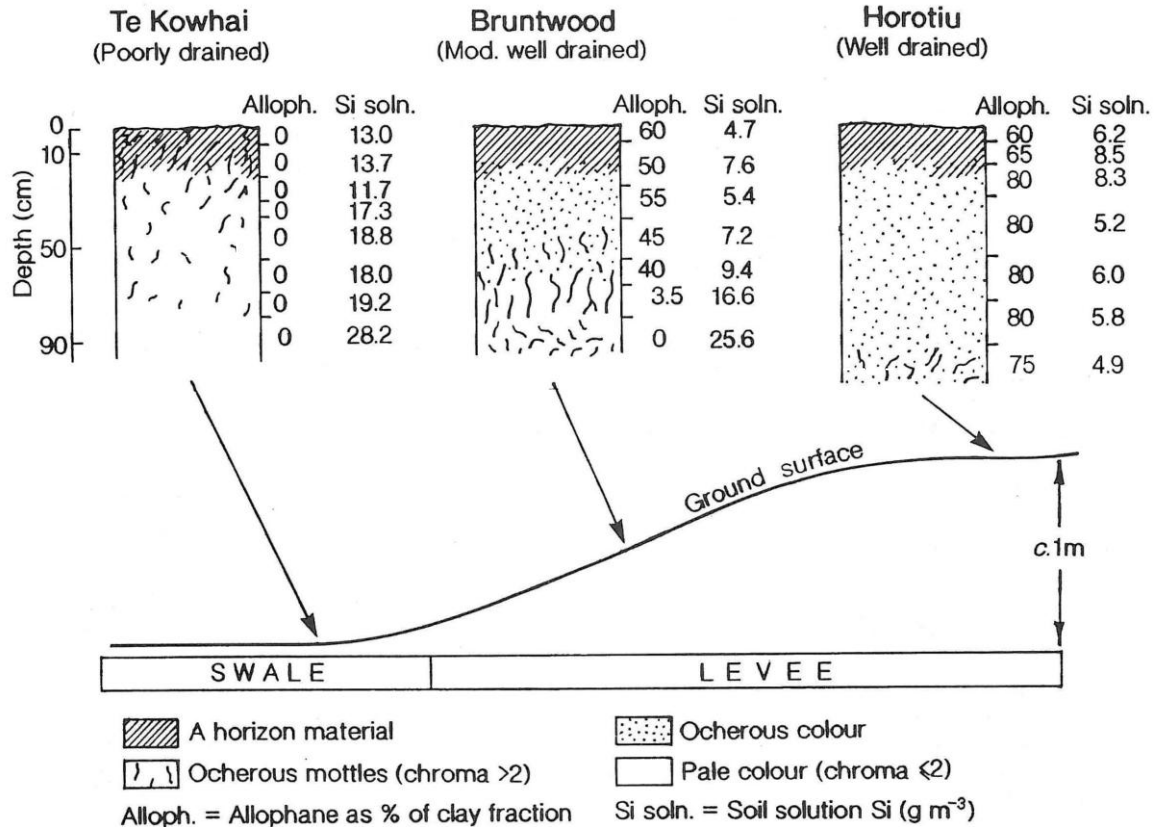 Te Kowhai
(Poorly drained)
Bruntwood
(Mod. well drained)
Horotiu
(Well drained)
Alloph. Si soln.
Alloph. Si soln.
Alloph. Si soln.
Depth (cm)
0
10
50
90
0 13.0
0 13.7
0 11.7
0 17.3
0 18.8
0 18.0
0 19.2
0 28.2
60 4.7
50 7.6
55 5.4
45 7.2
40 9.4
3.5 16.6
0 25.6
60 6.2
65 8.5
80 8.3
80 5.2
80 6.0
80 5.8
75 4.9
Ground surface
c.1m
SWALE
LEVEE
A horizon material
Ocherous colour
Ocherous mottles (chroma >2)
Pale colour (chroma ⩽2)
Alloph. = Allophane as % of clay fraction
Si soln. = Soil solution Si (g m⁻³)